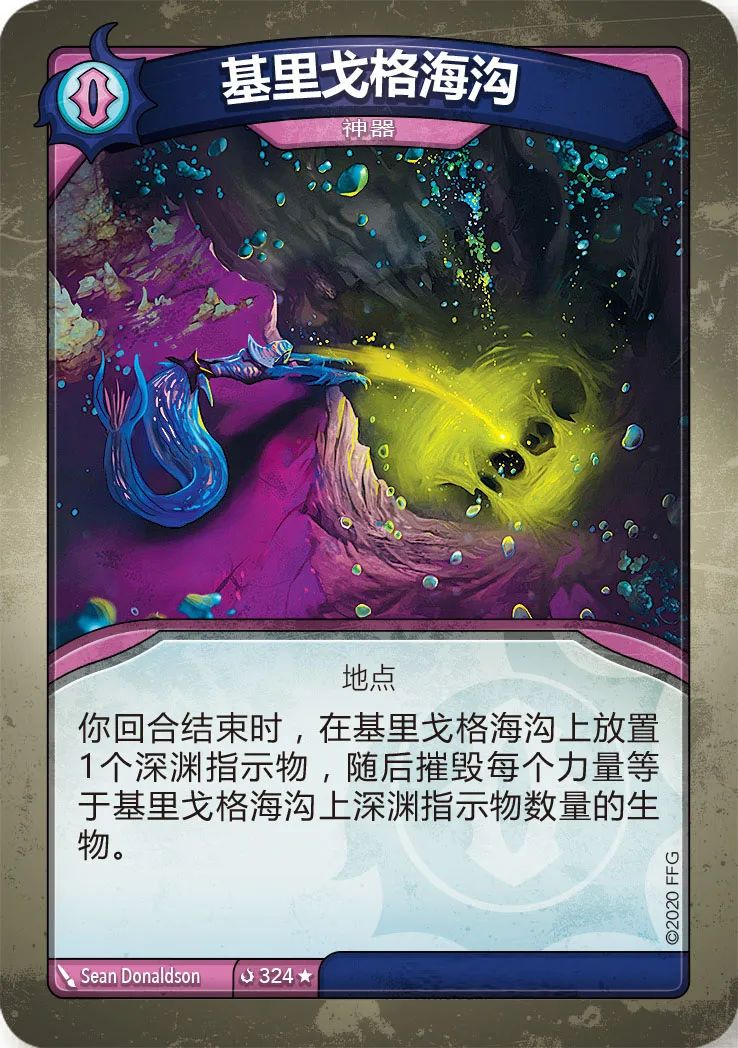 基里戈格海沟
神器
地点
你回合结束时，在基里戈格海沟上放置
1个深渊指示物，随后摧毁每个力量等
于基里戈格海沟上深渊指示物数量的生
物。
©2020 FFG
Sean Donaldson
324★